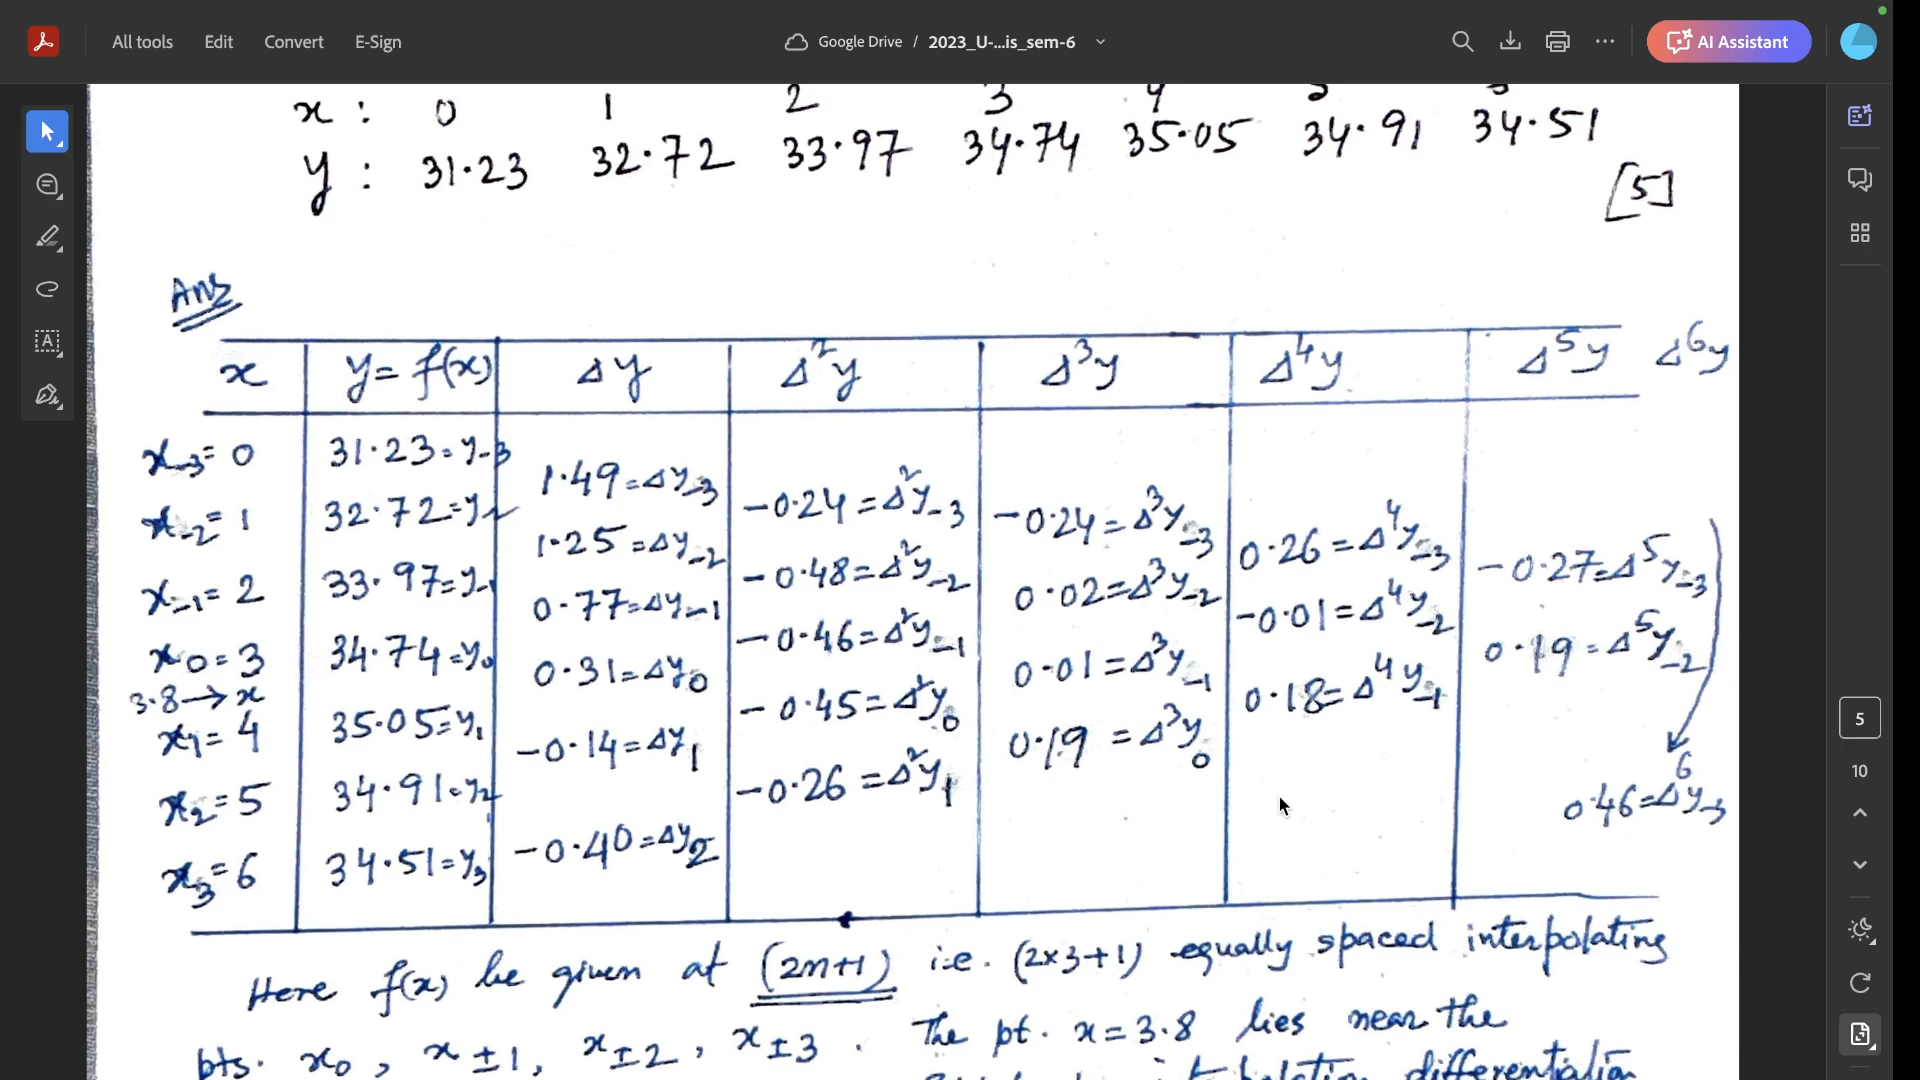 All tools Edit Convert E-Sign Google Drive / 2023_U-...is_sem-6 AI Assistant
x : 0 1 2 3 4
y : 31.23 32.72 33.97 34.74 35.05 34.91 34.51
[5]
Ans
x y = f(x) Δy Δ²y Δ³y Δ⁴y Δ⁵y Δ⁶y
x₋₃ = 0 31.23 = y₋₃
1.49 = Δy₋₃
x₋₂ = 1 32.72 = y₋₂ -0.24 = Δ²y₋₃
1.25 = Δy₋₂ -0.24 = Δ³y₋₃
x₋₁ = 2 33.97 = y₋₁ -0.48 = Δ²y₋₂ 0.26 = Δ⁴y₋₃
0.77 = Δy₋₁ 0.02 = Δ³y₋₂ -0.27 = Δ⁵y₋₃
x₀ = 3 34.74 = y₀ -0.46 = Δ²y₋₁ -0.01 = Δ⁴y₋₂
3.8 → x 0.31 = Δy₀ 0.01 = Δ³y₋₁ 0.19 = Δ⁵y₋₂
x₁ = 4 35.05 = y₁ -0.45 = Δ²y₀ 0.18 = Δ⁴y₋₁
-0.14 = Δy₁ 0.19 = Δ³y₀
x₂ = 5 34.91 = y₂ -0.26 = Δ²y₁ 0.46 = Δ⁶y₋₃
-0.40 = Δy₂
x₃ = 6 34.51 = y₃
Here f(x) be given at (2n+1) i.e. (2x3+1) equally spaced interpolating
pts. x₀, x±1, x±2, x±3. The pt. x = 3.8 lies near the
differentiation
5
10